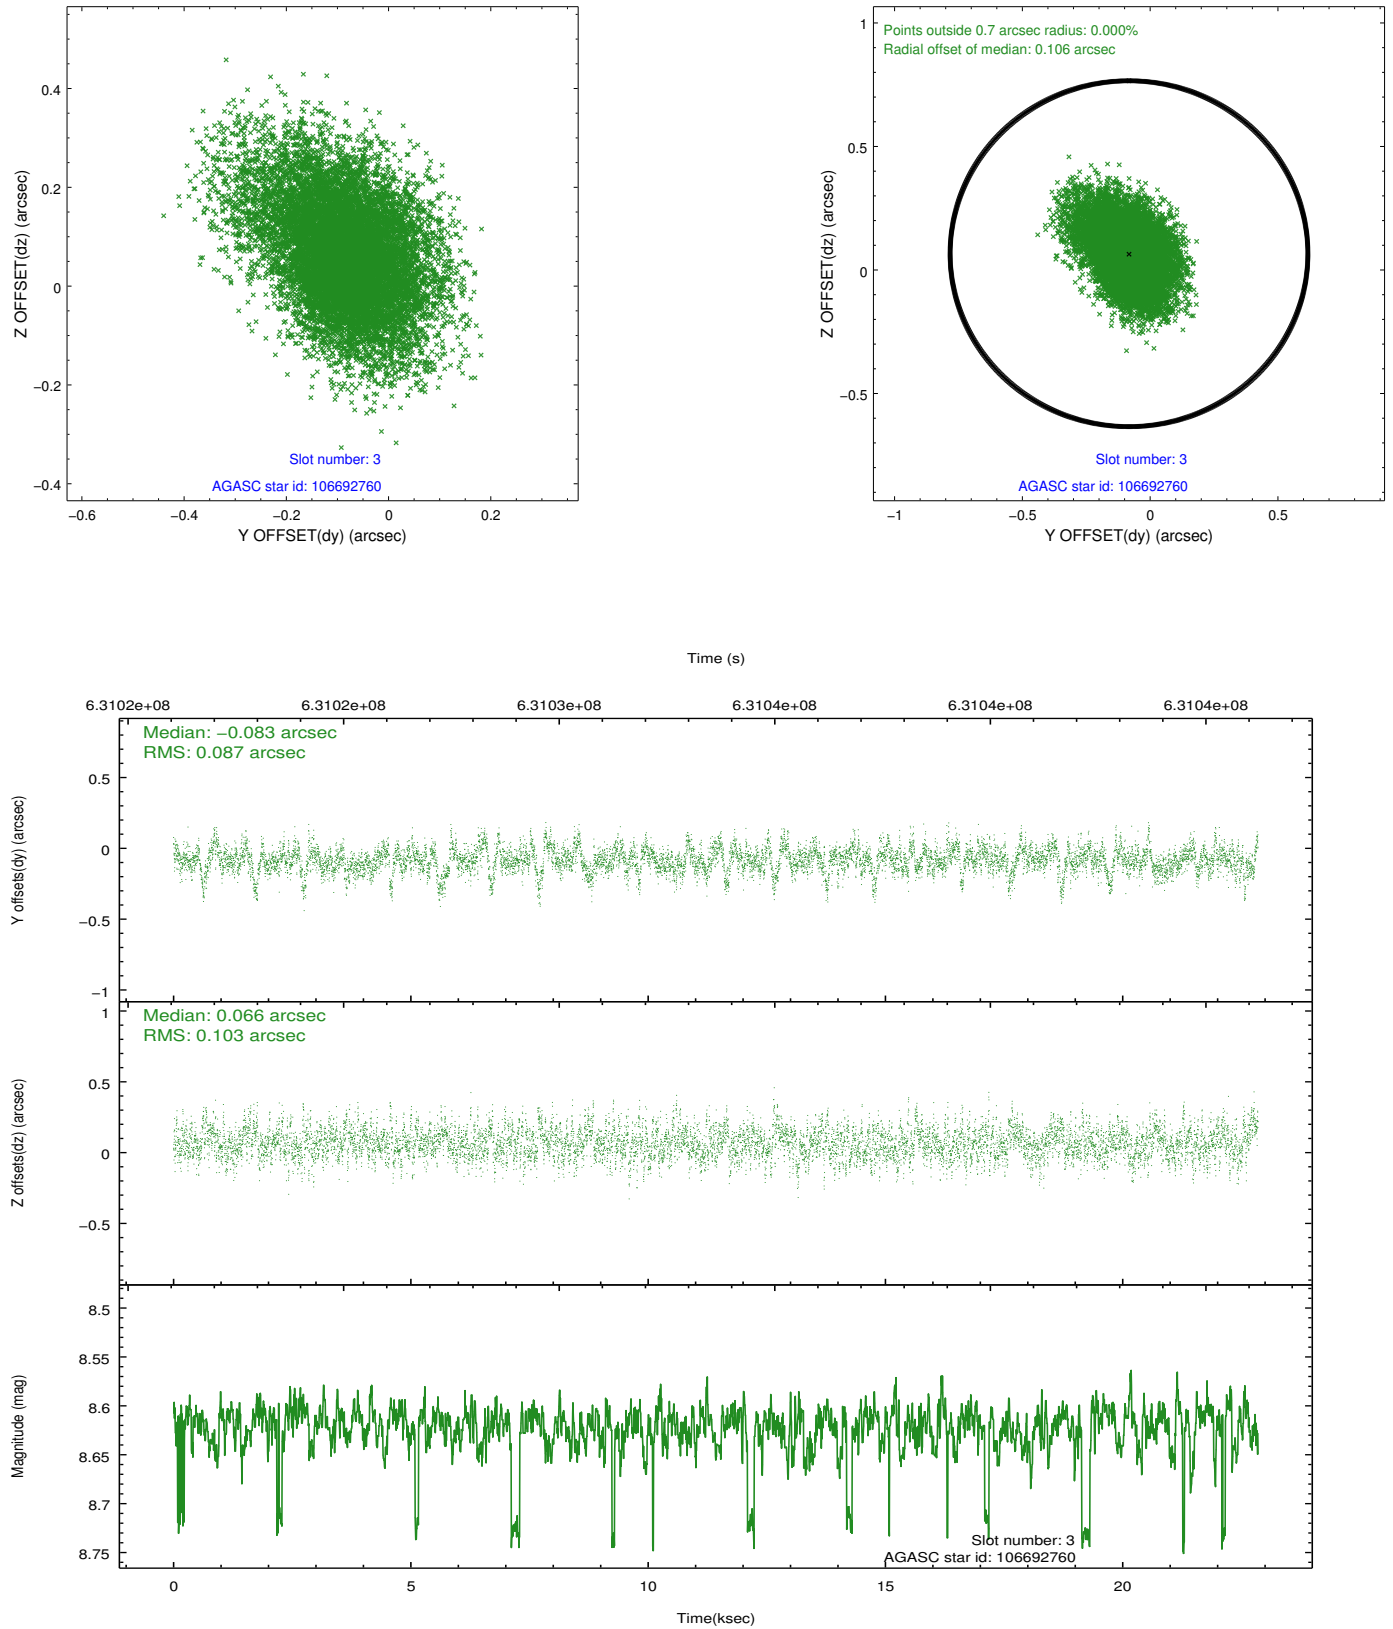 0.4
0.2
0
−0.2
−0.4
Z OFFSET(dz) (arcsec)
Slot number: 3
AGASC star id: 106692760
−0.6
−0.4
−0.2
0
0.2
Y OFFSET(dy) (arcsec)
Points outside 0.7 arcsec radius: 0.000%
Radial offset of median: 0.106 arcsec
1
0.5
0
−0.5
Z OFFSET(dz) (arcsec)
Slot number: 3
AGASC star id: 106692760
−1
−0.5
0
0.5
Y OFFSET(dy) (arcsec)
Time (s)
6.3102e+08
6.3102e+08
6.3103e+08
6.3104e+08
6.3104e+08
6.3104e+08
Median: −0.083 arcsec
RMS: 0.087 arcsec
0.5
0
−0.5
−1
Y offsets(dy) (arcsec)
Median: 0.066 arcsec
RMS: 0.103 arcsec
1
0.5
0
−0.5
Z offsets(dz) (arcsec)
8.5
8.55
8.6
8.65
8.7
8.75
Magnitude (mag)
Slot number: 3
AGASC star id: 106692760
0
5
10
15
20
Time(ksec)